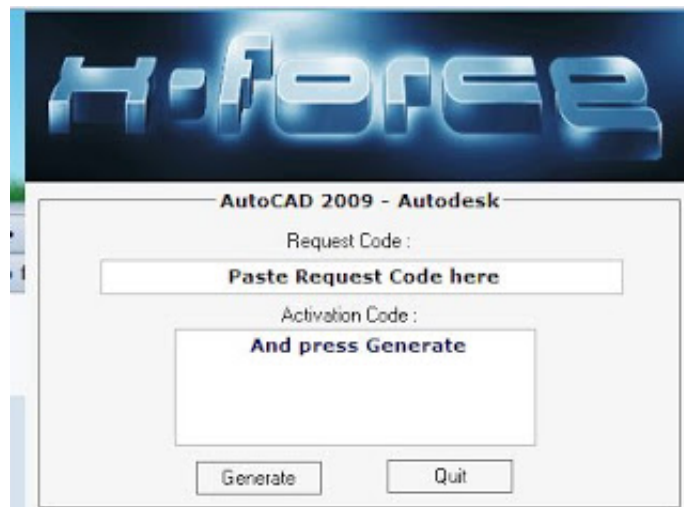 X-FORCE
AutoCAD 2009 - Autodesk
Request Code :
Paste Request Code here
Activation Code :
And press Generate
Generate
Quit